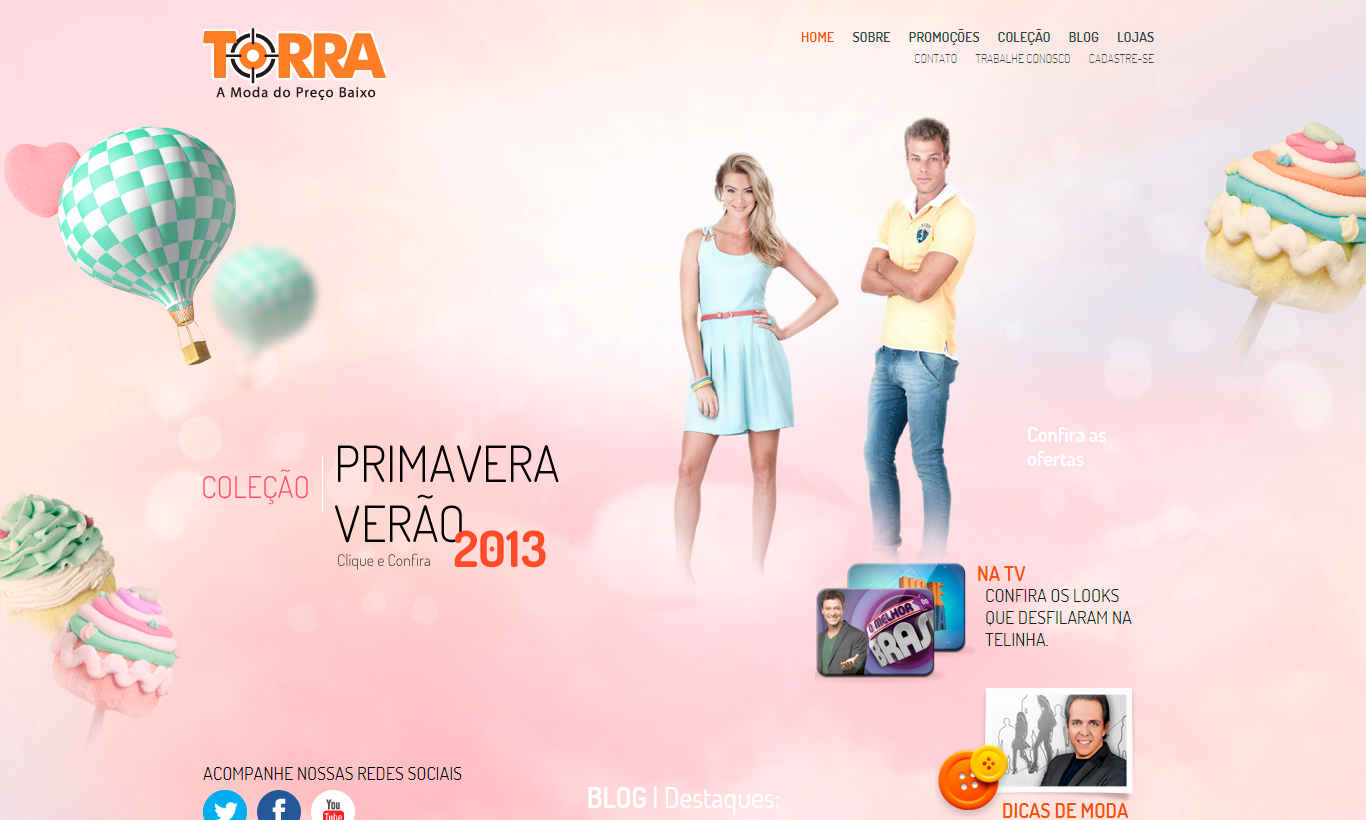 TORRA
A Moda do Preço Baixo
HOME SOBRE PROMOÇÕES COLEÇÃO BLOG LOJAS
CONTATO TRABALHE CONOSCO CADASTRE-SE
Confira as
ofertas
COLEÇÃO
PRIMAVERA
VERÃO
2013
Clique e Confira
O MELHOR
DO
BRASIL
NA TV
CONFIRA OS LOOKS
QUE DESFILARAM NA
TELINHA.
DICAS DE MODA
ACOMPANHE NOSSAS REDES SOCIAIS
You
Tube
BLOG | Destaques: